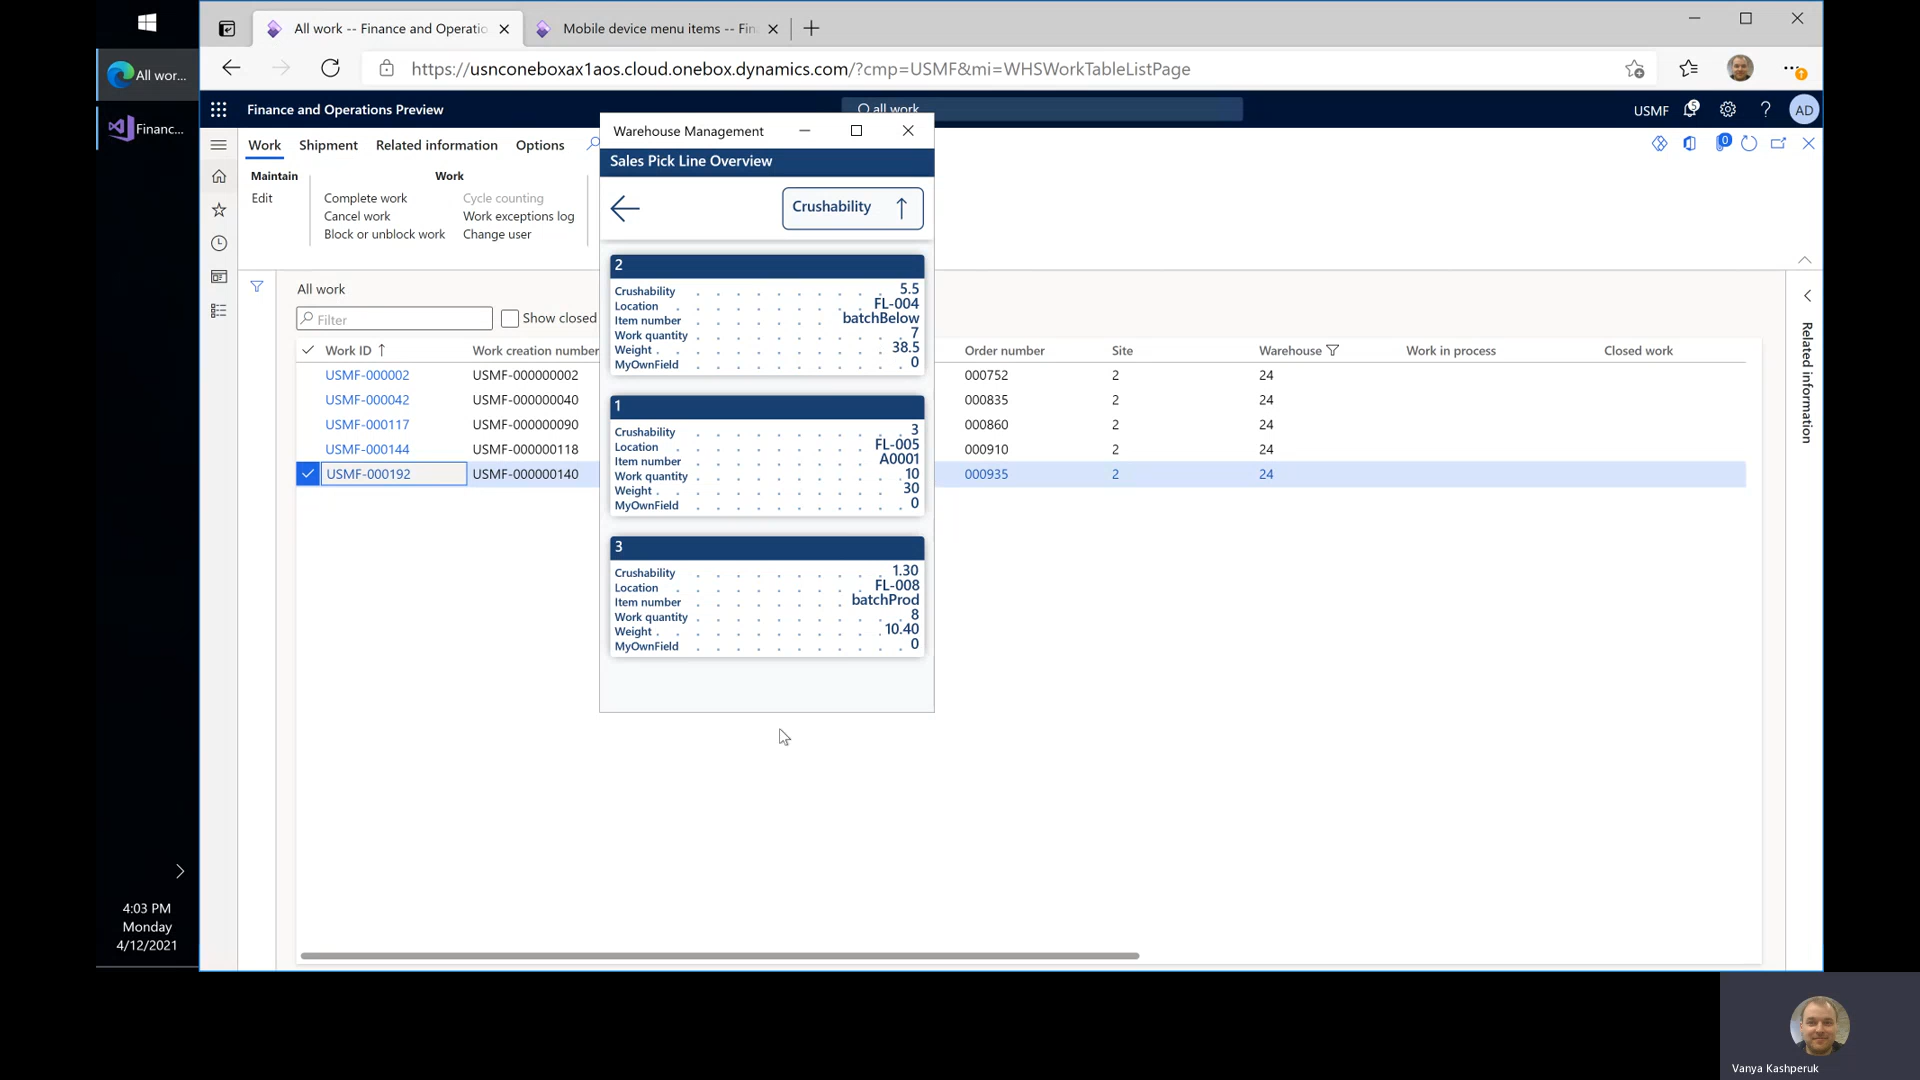 All wor...
Financ...
4:03 PM
Monday
4/12/2021
All work -- Finance and Operatio
Mobile device menu items -- Fin
https://usnconeboxax1aos.cloud.onebox.dynamics.com/?cmp=USMF&mi=WHSWorkTableListPage
Finance and Operations Preview
all work
USMF
5
?
AD
Work Shipment Related information Options
0
Maintain
Edit
Work
Complete work
Cancel work
Block or unblock work
Cycle counting
Work exceptions log
Change user
All work
Filter
Show closed
Work ID Work creation number Order number Site Warehouse Work in process Closed work
USMF-000002 USMF-000000002 000752 2 24
USMF-000042 USMF-000000040 000835 2 24
USMF-000117 USMF-000000090 000860 2 24
USMF-000144 USMF-000000118 000910 2 24
USMF-000192 USMF-000000140 000935 2 24
Related information
Warehouse Management
Sales Pick Line Overview
Crushability
2
Crushability . . . . . . . . . . . 5.5
Location . . . . . . . . . . FL-004
Item number . . . . . . . . batchBelow
Work quantity . . . . . . . . . . . 7
Weight . . . . . . . . . . . 38.5
MyOwnField . . . . . . . . . . . 0
1
Crushability . . . . . . . . . . . 3
Location . . . . . . . . . . FL-005
Item number . . . . . . . . . . A0001
Work quantity . . . . . . . . . . . 10
Weight . . . . . . . . . . . . 30
MyOwnField . . . . . . . . . . . 0
3
Crushability . . . . . . . . . . 1.30
Location . . . . . . . . . . FL-008
Item number . . . . . . . . batchProd
Work quantity . . . . . . . . . . . 8
Weight . . . . . . . . . . . 10.40
MyOwnField . . . . . . . . . . . 0
Vanya Kashperuk